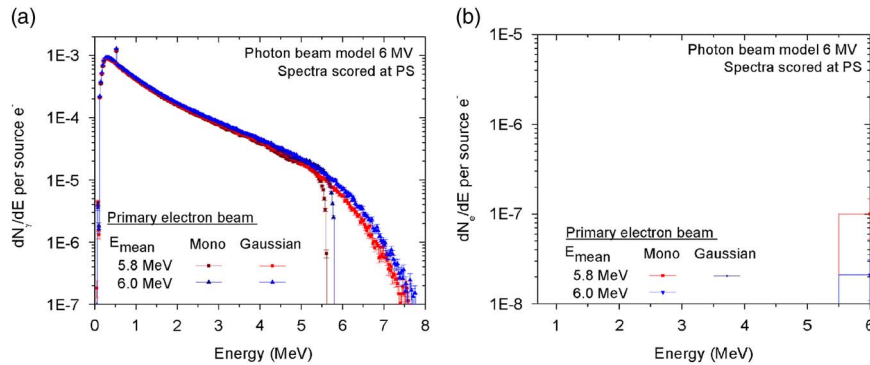 (a)
dNγ/dE per source e⁻
1E-3
1E-4
1E-5
1E-6
1E-7
Photon beam model 6 MV
Spectra scored at PS
Primary electron beam
Emean Mono Gaussian
5.8 MeV
6.0 MeV
0 1 2 3 4 5 6 7 8
Energy (MeV)
(b)
dNe/dE per source e⁻
1E-5
1E-6
1E-7
1E-8
Photon beam model 6 MV
Spectra scored at PS
Primary electron beam
Emean Mono Gaussian
5.8 MeV
6.0 MeV
1 2 3 4 5 6
Energy (MeV)